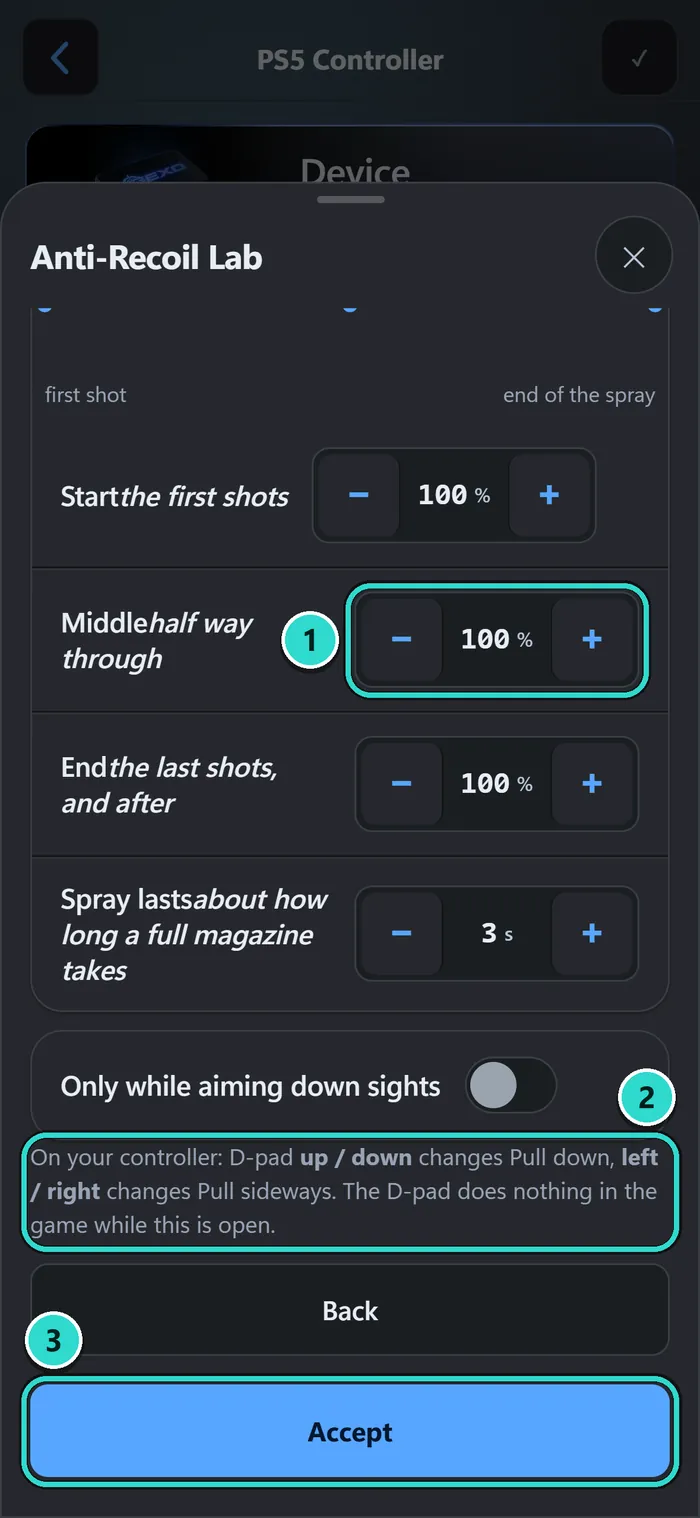 PS5 Controller
✓
EXO
Device
Anti-Recoil Lab
first shot
end of the spray
Startthe first shots
− 100 % +
Middlehalf way
through
1
− 100 % +
Endthe last shots,
and after
− 100 % +
Spray lastsabout how
long a full magazine
takes
− 3 s +
Only while aiming down sights
2
On your controller: D-pad up / down changes Pull down, left
/ right changes Pull sideways. The D-pad does nothing in the
game while this is open.
Back
3
Accept